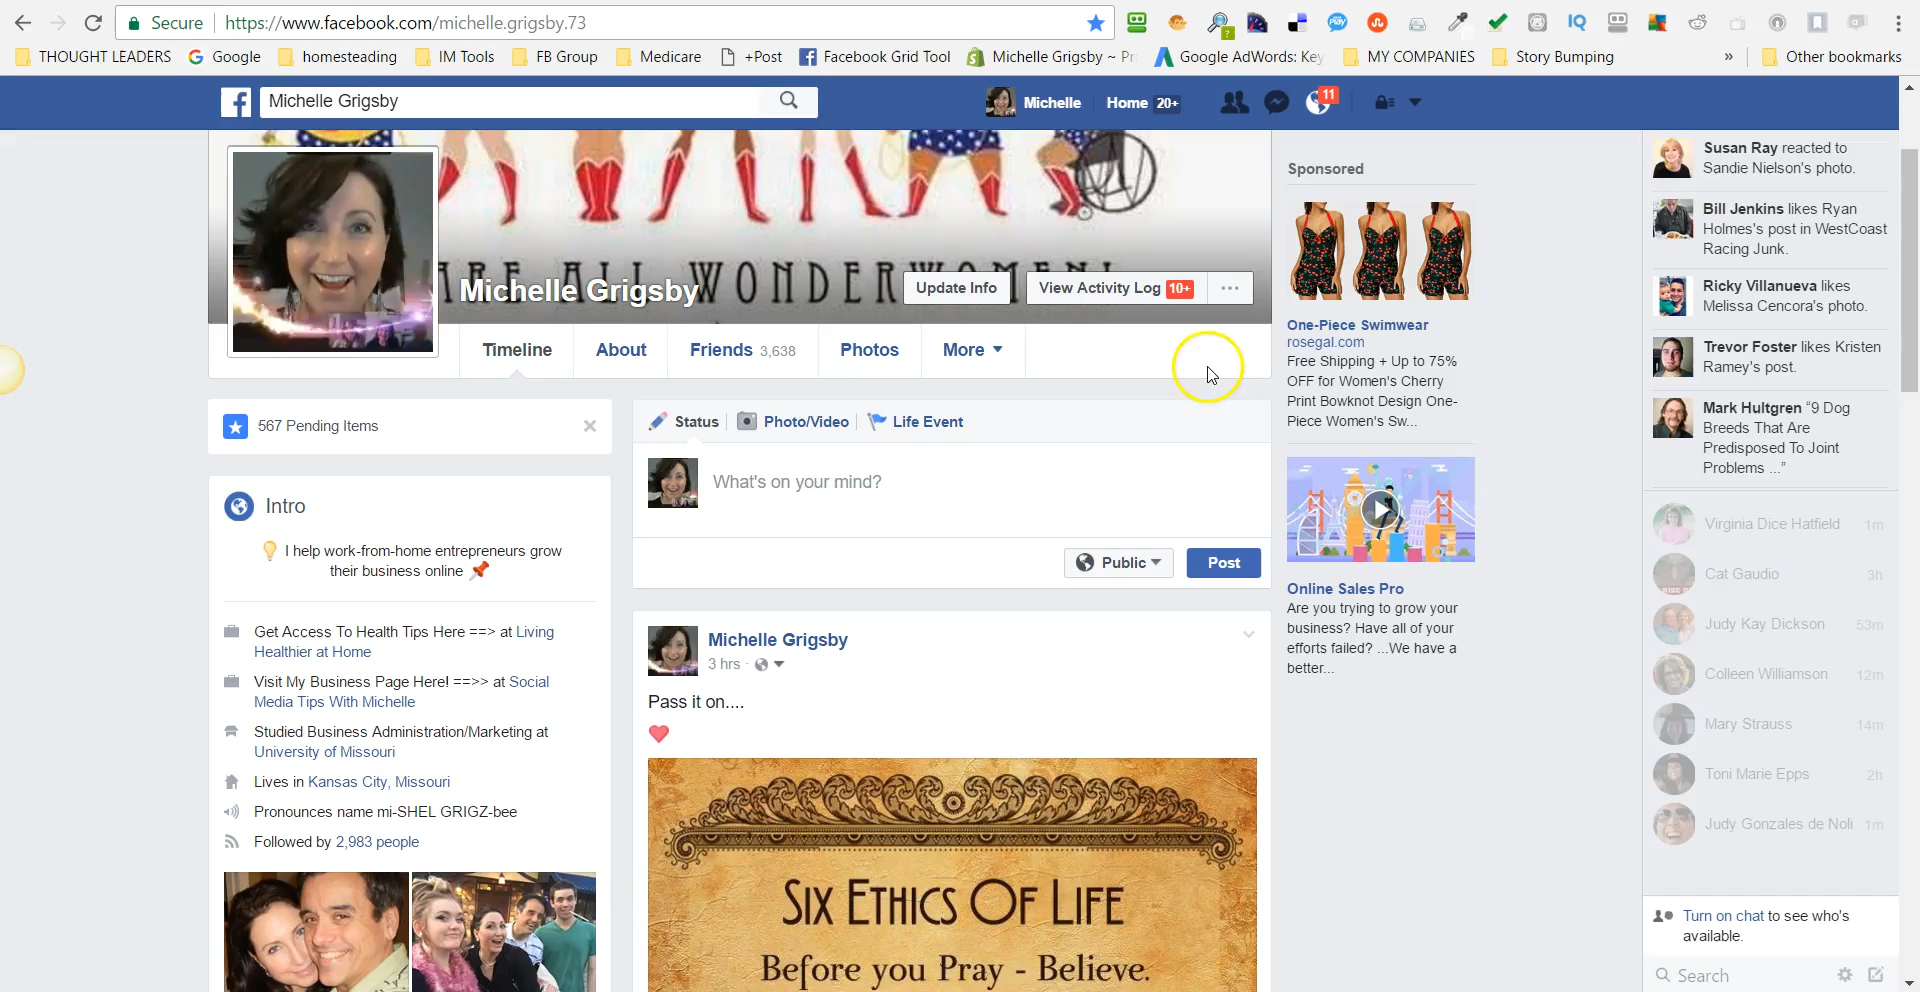 Secure https://www.facebook.com/michelle.grigsby.73
THOUGHT LEADERS Google homesteading IM Tools FB Group Medicare +Post Facebook Grid Tool Michelle Grigsby ~ Pr Google AdWords: Key MY COMPANIES Story Bumping » Other bookmarks
Michelle Grigsby
Michelle Home 20+ 11
ARE ALL WONDERWOMEN!
Michelle Grigsby
Update Info View Activity Log 10+ ...
Timeline About Friends 3,638 Photos More
567 Pending Items
Intro
I help work-from-home entrepreneurs grow
their business online
Get Access To Health Tips Here ==> at Living
Healthier at Home
Visit My Business Page Here! ==>> at Social
Media Tips With Michelle
Studied Business Administration/Marketing at
University of Missouri
Lives in Kansas City, Missouri
Pronounces name mi-SHEL GRIGZ-bee
Followed by 2,983 people
Status Photo/Video Life Event
What's on your mind?
Public Post
Michelle Grigsby
3 hrs ·
Pass it on....
SIX ETHICS OF LIFE
Before you Pray - Believe.
Sponsored
One-Piece Swimwear
rosegal.com
Free Shipping + Up to 75%
OFF for Women's Cherry
Print Bowknot Design One-
Piece Women's Sw...
Online Sales Pro
Are you trying to grow your
business? Have all of your
efforts failed? ...We have a
better...
Susan Ray reacted to
Sandie Nielson's photo.
Bill Jenkins likes Ryan
Holmes's post in WestCoast
Racing Junk.
Ricky Villanueva likes
Melissa Cencora's photo.
Trevor Foster likes Kristen
Ramey's post.
Mark Hultgren “9 Dog
Breeds That Are
Predisposed To Joint
Problems ...”
Virginia Dice Hatfield 1m
Cat Gaudio 3h
Judy Kay Dickson 53m
Colleen Williamson 12m
Mary Strauss 14m
Toni Marie Epps 2h
Judy Gonzales de Noli 1m
Turn on chat to see who's
available.
Search